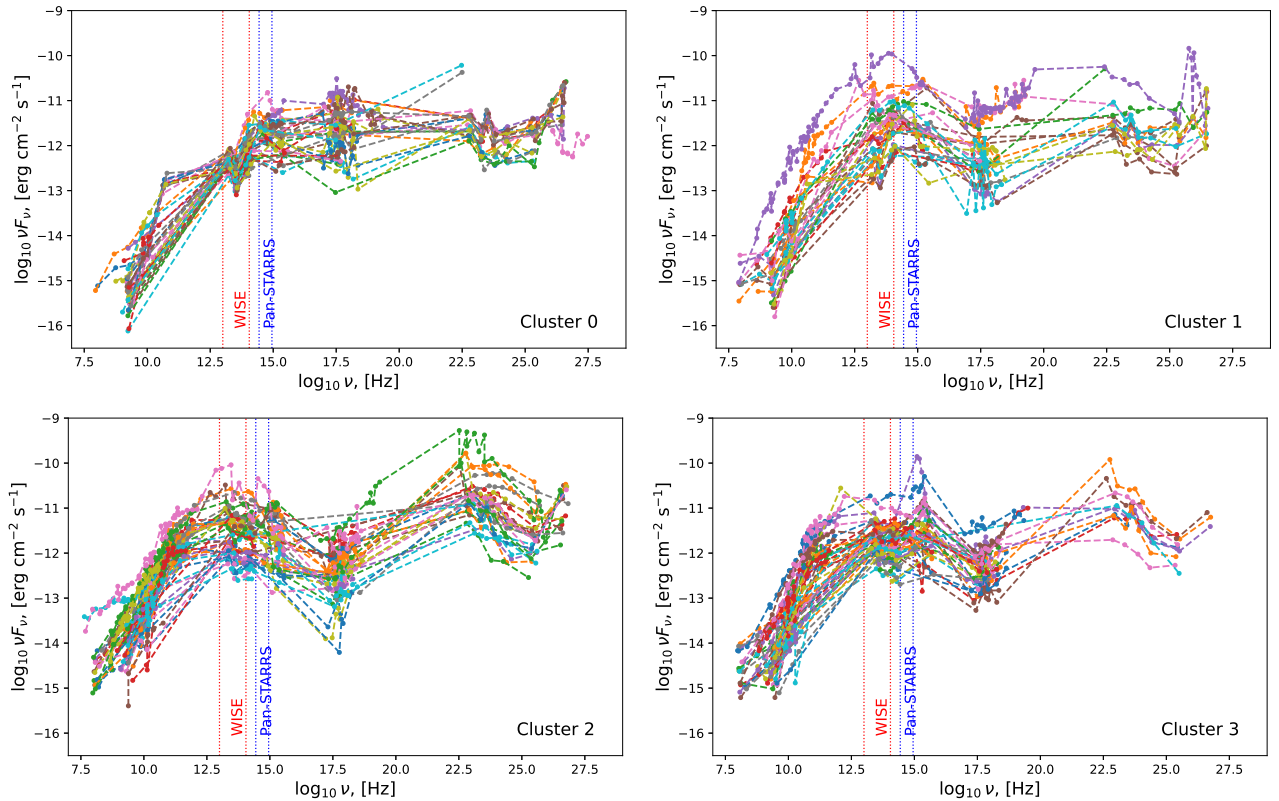 −9
−10
−11
−12
−13
−14
−15
−16
log₁₀ νFᵥ, [erg cm⁻² s⁻¹]
WISE
Pan-STARRS
Cluster 0
7.5 10.0 12.5 15.0 17.5 20.0 22.5 25.0 27.5
log₁₀ ν, [Hz]
−9
−10
−11
−12
−13
−14
−15
−16
log₁₀ νFᵥ, [erg cm⁻² s⁻¹]
WISE
Pan-STARRS
Cluster 1
7.5 10.0 12.5 15.0 17.5 20.0 22.5 25.0 27.5
log₁₀ ν, [Hz]
−9
−10
−11
−12
−13
−14
−15
−16
log₁₀ νFᵥ, [erg cm⁻² s⁻¹]
WISE
Pan-STARRS
Cluster 2
7.5 10.0 12.5 15.0 17.5 20.0 22.5 25.0 27.5
log₁₀ ν, [Hz]
−9
−10
−11
−12
−13
−14
−15
−16
log₁₀ νFᵥ, [erg cm⁻² s⁻¹]
WISE
Pan-STARRS
Cluster 3
7.5 10.0 12.5 15.0 17.5 20.0 22.5 25.0 27.5
log₁₀ ν, [Hz]